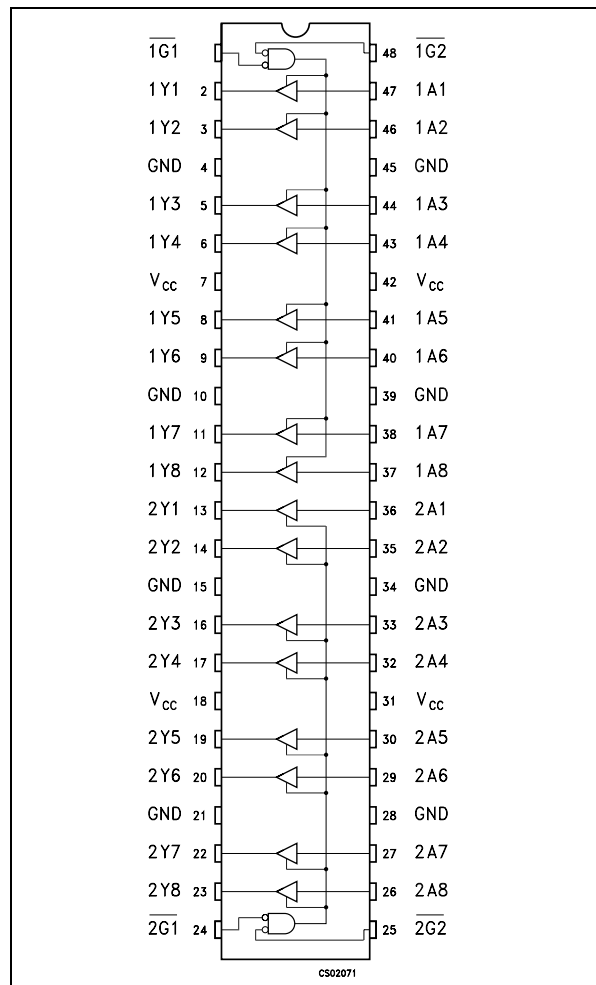 1G1 48 1G2
1Y1 2 47 1A1
1Y2 3 46 1A2
GND 4 45 GND
1Y3 5 44 1A3
1Y4 6 43 1A4
VCC 7 42 VCC
1Y5 8 41 1A5
1Y6 9 40 1A6
GND 10 39 GND
1Y7 11 38 1A7
1Y8 12 37 1A8
2Y1 13 36 2A1
2Y2 14 35 2A2
GND 15 34 GND
2Y3 16 33 2A3
2Y4 17 32 2A4
VCC 18 31 VCC
2Y5 19 30 2A5
2Y6 20 29 2A6
GND 21 28 GND
2Y7 22 27 2A7
2Y8 23 26 2A8
2G1 24 25 2G2
CS02071